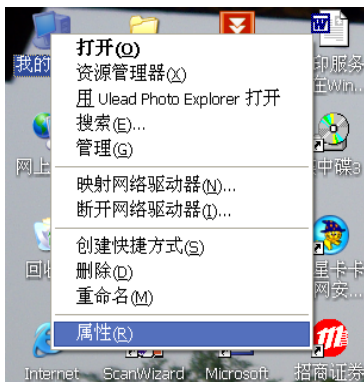 我的
打开(O)
资源管理器(X)
用 Ulead Photo Explorer 打开
搜索(E)...
管理(G)
映射网络驱动器(N)...
断开网络驱动器(I)...
创建快捷方式(S)
删除(D)
重命名(M)
属性(R)
印服务
在Win...
网上
中碟3
回收
星卡卡
网安...
Internet
ScanWizard
Microsoft
招商证券